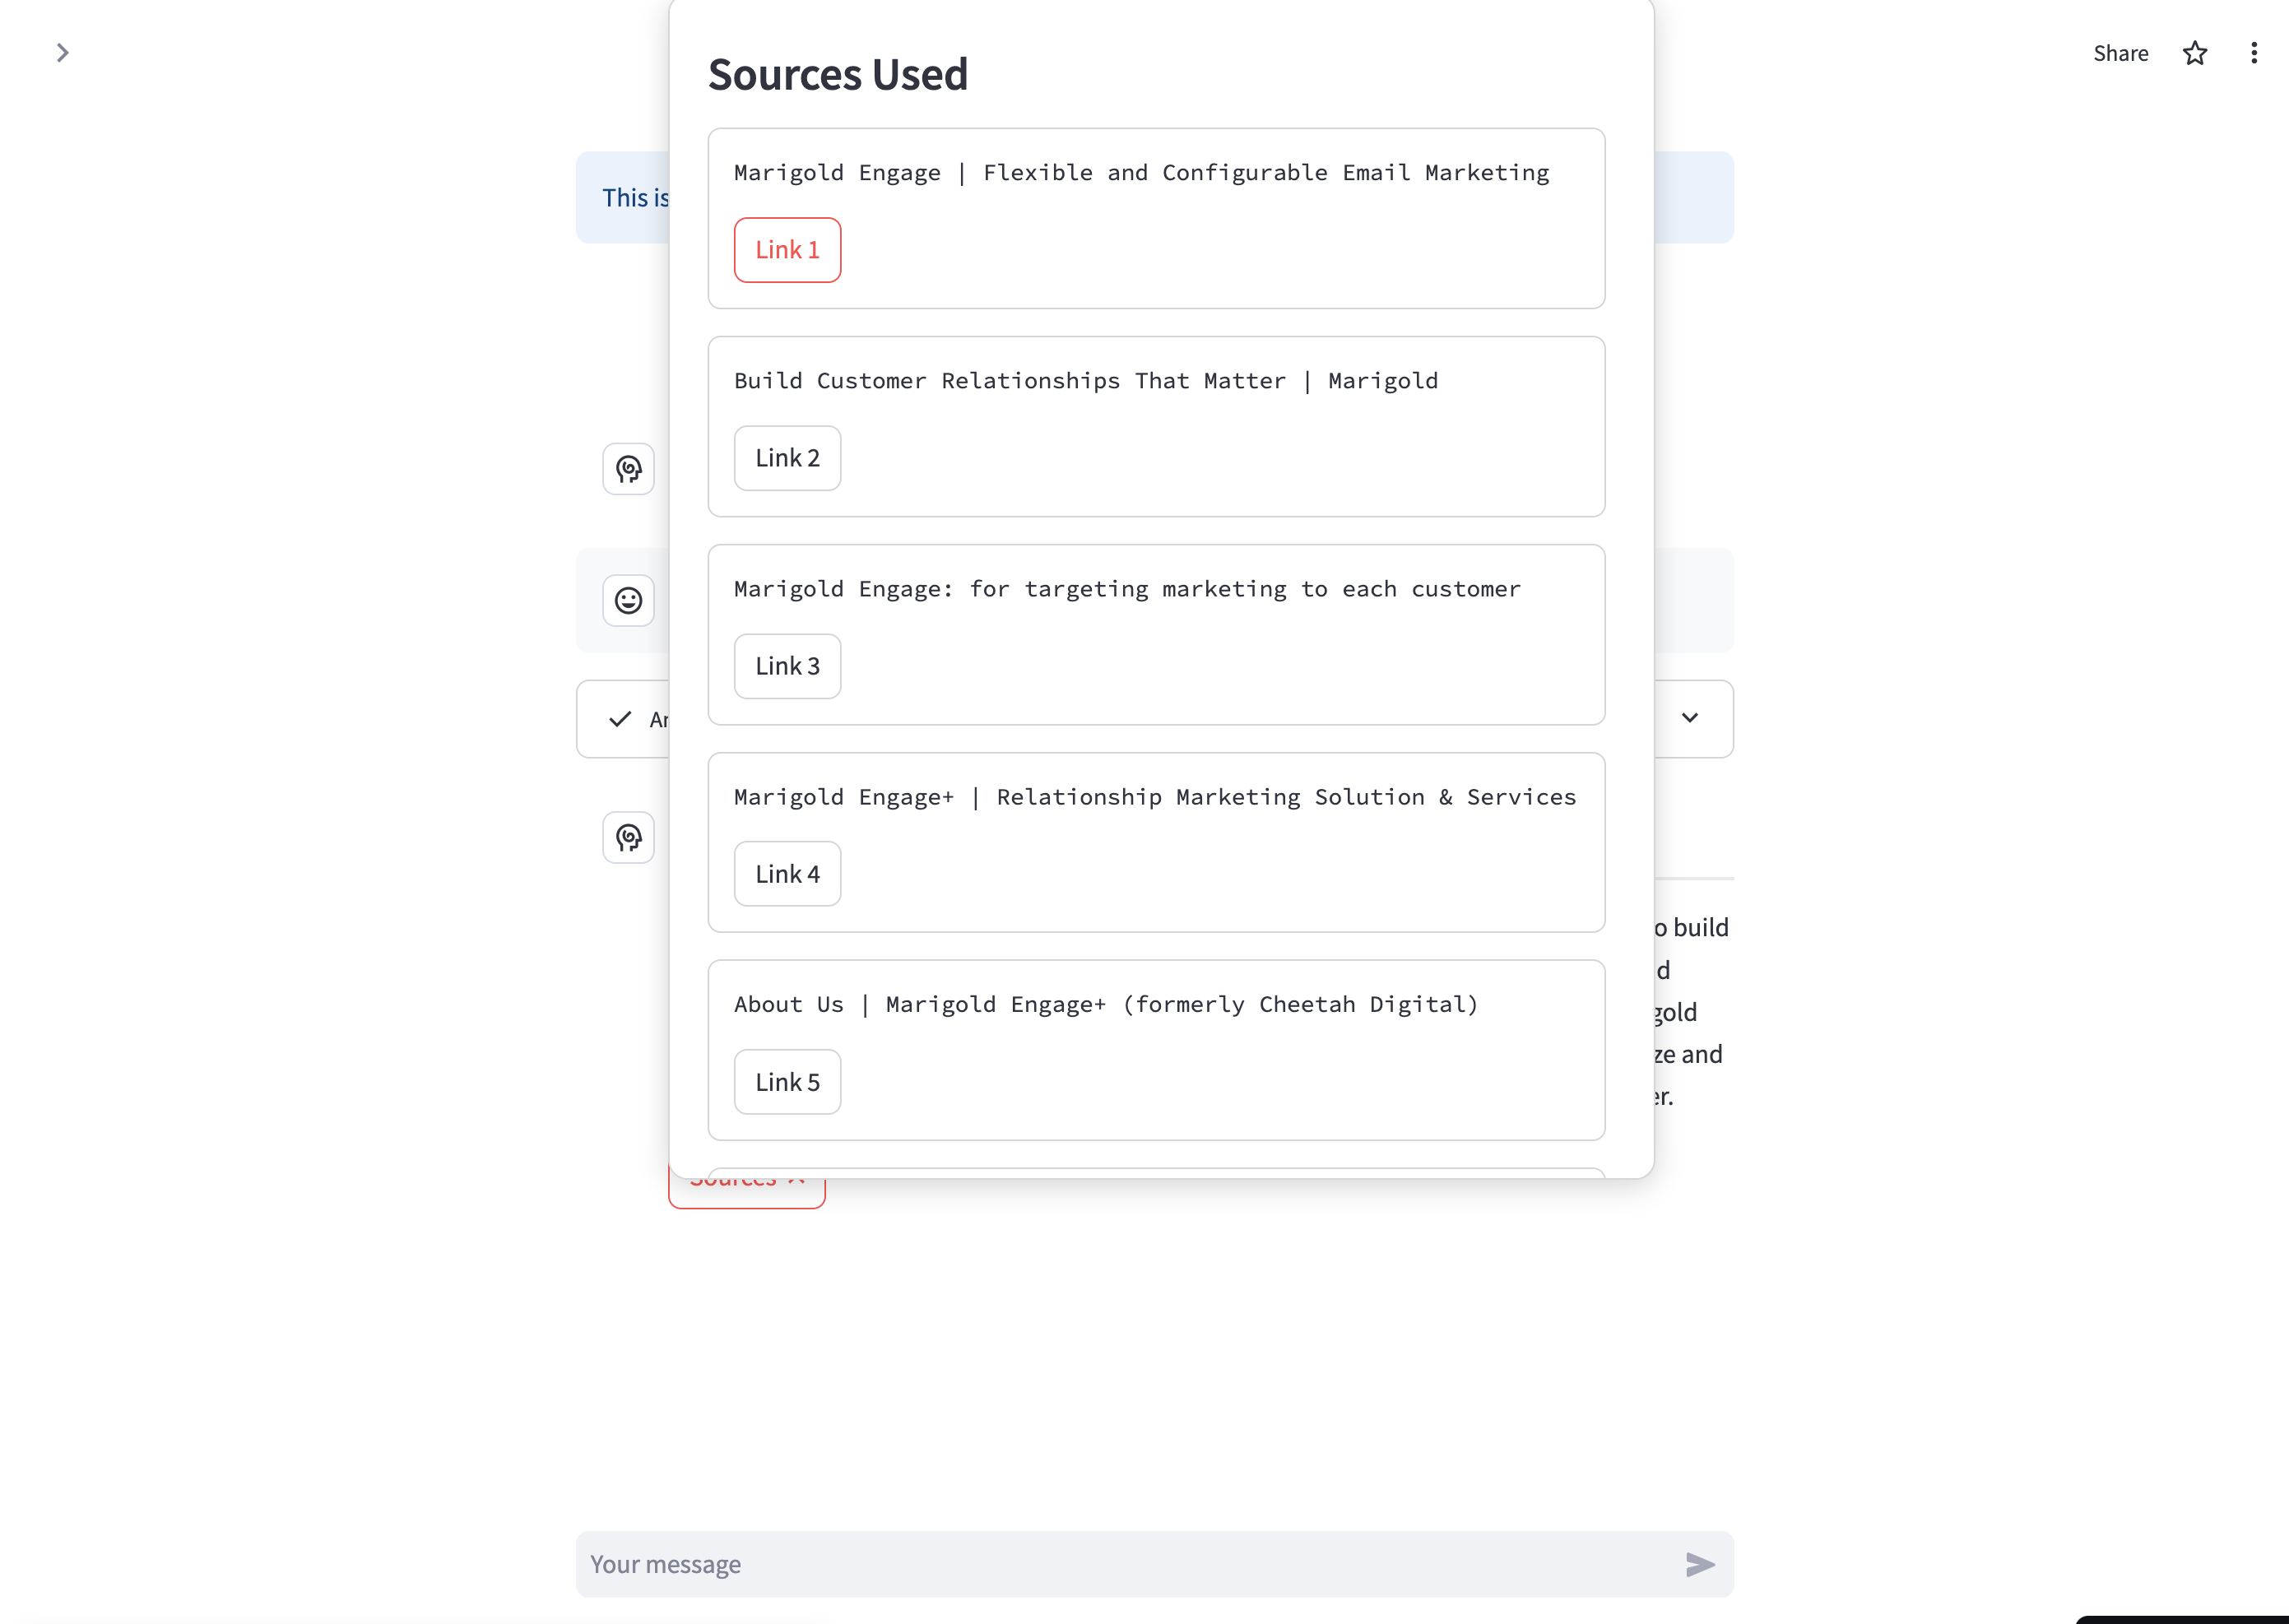 Share
Sources Used
This is
Marigold Engage | Flexible and Configurable Email Marketing
Link 1
Build Customer Relationships That Matter | Marigold
Link 2
Marigold Engage: for targeting marketing to each customer
Link 3
Marigold Engage+ | Relationship Marketing Solution & Services
Link 4
o build
d
gold
ze and
er.
About Us | Marigold Engage+ (formerly Cheetah Digital)
Link 5
Sources
Your message